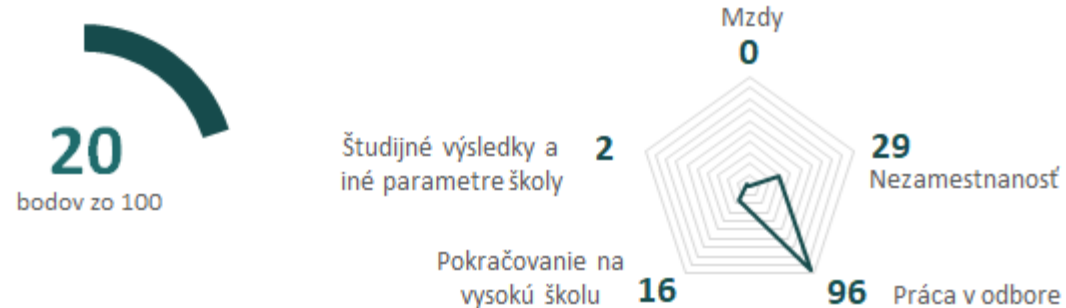 20
bodov zo 100
Mzdy
0
Študijné výsledky a
iné parametre školy
2
29
Nezamestnanosť
Pokračovanie na
vysokú školu
16
96
Práca v odbore